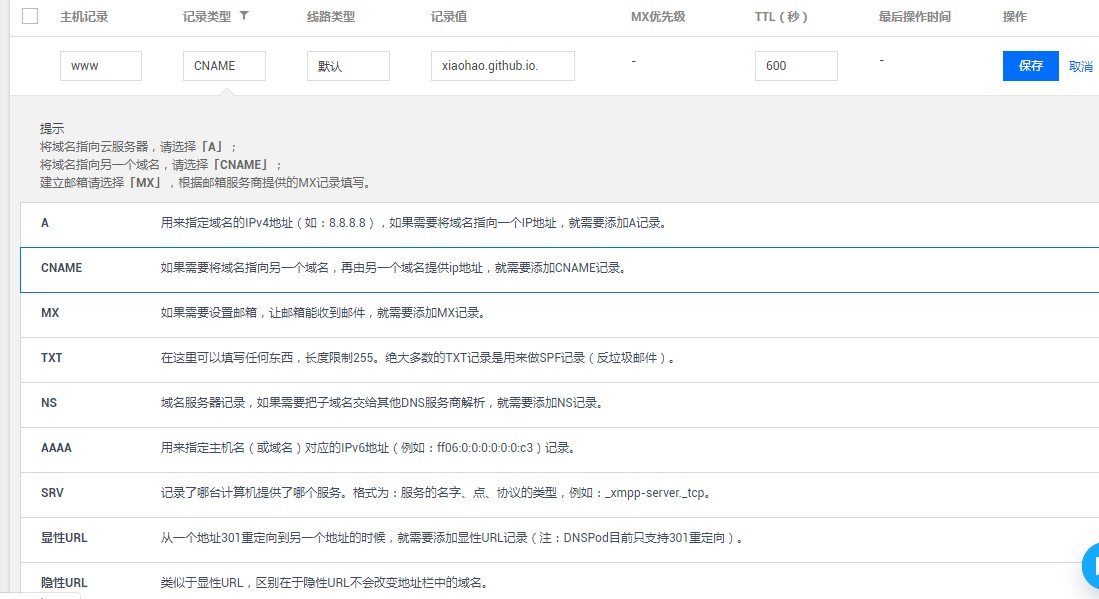 主机记录 记录类型 线路类型 记录值 MX优先级 TTL（秒） 最后操作时间 操作
www CNAME 默认 xiaohao.github.io. - 600 - 保存 取消
提示
将域名指向云服务器，请选择「A」；
将域名指向另一个域名，请选择「CNAME」；
建立邮箱请选择「MX」，根据邮箱服务商提供的MX记录填写。
A 用来指定域名的IPv4地址（如：8.8.8.8），如果需要将域名指向一个IP地址，就需要添加A记录。
CNAME 如果需要将域名指向另一个域名，再由另一个域名提供ip地址，就需要添加CNAME记录。
MX 如果需要设置邮箱，让邮箱能收到邮件，就需要添加MX记录。
TXT 在这里可以填写任何东西，长度限制255。绝大多数的TXT记录是用来做SPF记录（反垃圾邮件）。
NS 域名服务器记录，如果需要把子域名交给其他DNS服务商解析，就需要添加NS记录。
AAAA 用来指定主机名（或域名）对应的IPv6地址（例如：ff06:0:0:0:0:0:0:c3）记录。
SRV 记录了哪台计算机提供了哪个服务。格式为：服务的名字、点、协议的类型，例如：_xmpp-server._tcp。
显性URL 从一个地址301重定向到另一个地址的时候，就需要添加显性URL记录（注：DNSPod目前只支持301重定向）。
隐性URL 类似于显性URL，区别在于隐性URL不会改变地址栏中的域名。